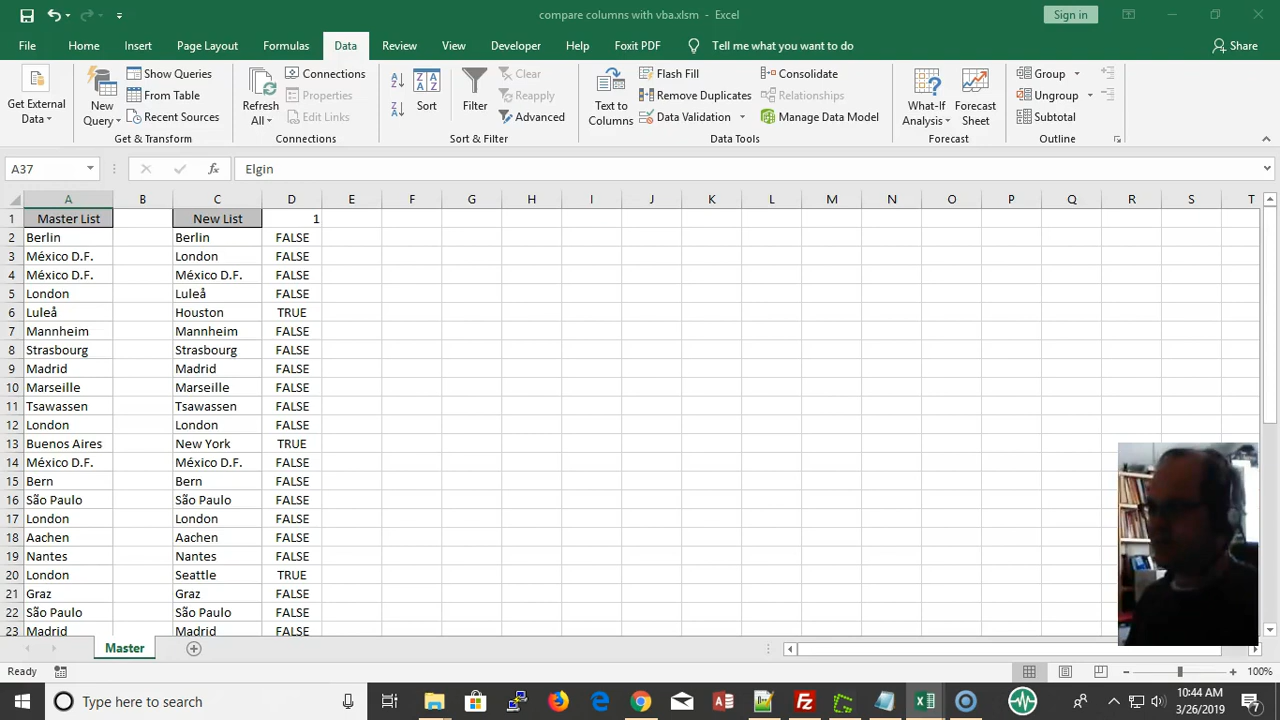 compare columns with vba.xlsm - Excel
Sign in
File Home Insert Page Layout Formulas Data Review View Developer Help Foxit PDF Tell me what you want to do Share
Get External Data
New Query
Show Queries
From Table
Recent Sources
Get & Transform
Refresh All
Connections
Properties
Edit Links
Connections
Sort
Filter
Clear
Reapply
Advanced
Sort & Filter
Text to Columns
Flash Fill
Remove Duplicates
Data Validation
Consolidate
Relationships
Manage Data Model
Data Tools
What-If Analysis
Forecast Sheet
Forecast
Group
Ungroup
Subtotal
Outline
A37 fx Elgin
A B C D E F G H I J K L M N O P Q R S T
1 Master List New List 1
2 Berlin Berlin FALSE
3 México D.F. London FALSE
4 México D.F. México D.F. FALSE
5 London Luleå FALSE
6 Luleå Houston TRUE
7 Mannheim Mannheim FALSE
8 Strasbourg Strasbourg FALSE
9 Madrid Madrid FALSE
10 Marseille Marseille FALSE
11 Tsawassen Tsawassen FALSE
12 London London FALSE
13 Buenos Aires New York TRUE
14 México D.F. México D.F. FALSE
15 Bern Bern FALSE
16 São Paulo São Paulo FALSE
17 London London FALSE
18 Aachen Aachen FALSE
19 Nantes Nantes FALSE
20 London Seattle TRUE
21 Graz Graz FALSE
22 São Paulo São Paulo FALSE
23 Madrid Madrid FALSE
Master
Ready 100%
Type here to search
10:44 AM
3/26/2019
7